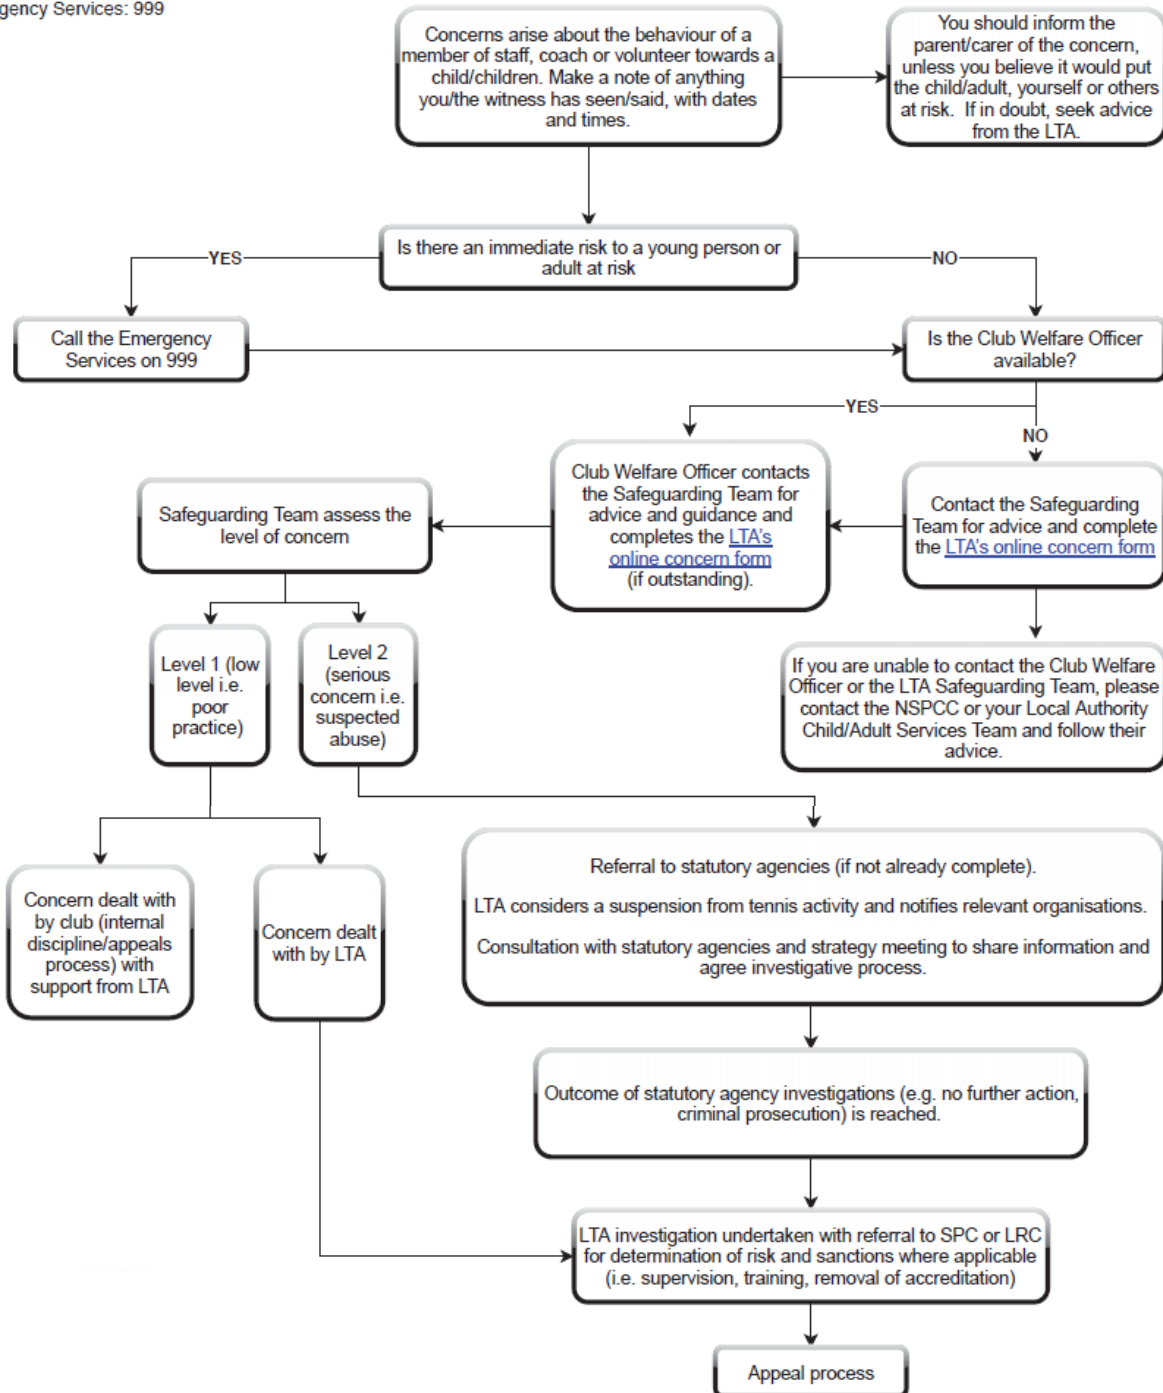 gency Services: 999
Concerns arise about the behaviour of a
member of staff, coach or volunteer towards a
child/children. Make a note of anything
you/the witness has seen/said, with dates
and times.
You should inform the
parent/carer of the concern,
unless you believe it would put
the child/adult, yourself or others
at risk. If in doubt, seek advice
from the LTA.
Is there an immediate risk to a young person or
adult at risk
YES
NO
Call the Emergency
Services on 999
Is the Club Welfare Officer
available?
YES
NO
Club Welfare Officer contacts
the Safeguarding Team for
advice and guidance and
completes the LTA's
online concern form
(if outstanding).
Contact the Safeguarding
Team for advice and complete
the LTA's online concern form
Safeguarding Team assess the
level of concern
Level 1 (low
level i.e.
poor
practice)
Level 2
(serious
concern i.e.
suspected
abuse)
If you are unable to contact the Club Welfare
Officer or the LTA Safeguarding Team, please
contact the NSPCC or your Local Authority
Child/Adult Services Team and follow their
advice.
Concern dealt with
by club (internal
discipline/appeals
process) with
support from LTA
Concern dealt
with by LTA
Referral to statutory agencies (if not already complete).
LTA considers a suspension from tennis activity and notifies relevant organisations.
Consultation with statutory agencies and strategy meeting to share information and
agree investigative process.
Outcome of statutory agency investigations (e.g. no further action,
criminal prosecution) is reached.
LTA investigation undertaken with referral to SPC or LRC
for determination of risk and sanctions where applicable
(i.e. supervision, training, removal of accreditation)
Appeal process